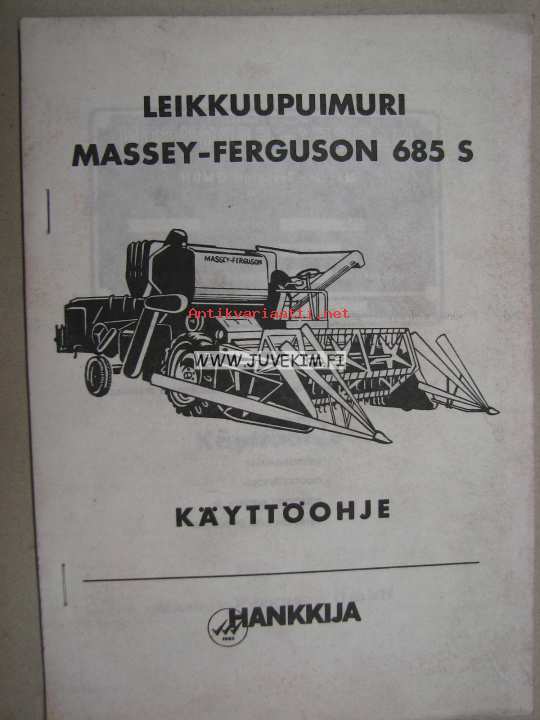 LEIKKUUPUIMURI
MASSEY-FERGUSON 685 S
MASSEY-FERGUSON
Antikvariaatti.net
WWW.JUVEKIM.FI
KÄYTTÖOHJE
HANKKIJA